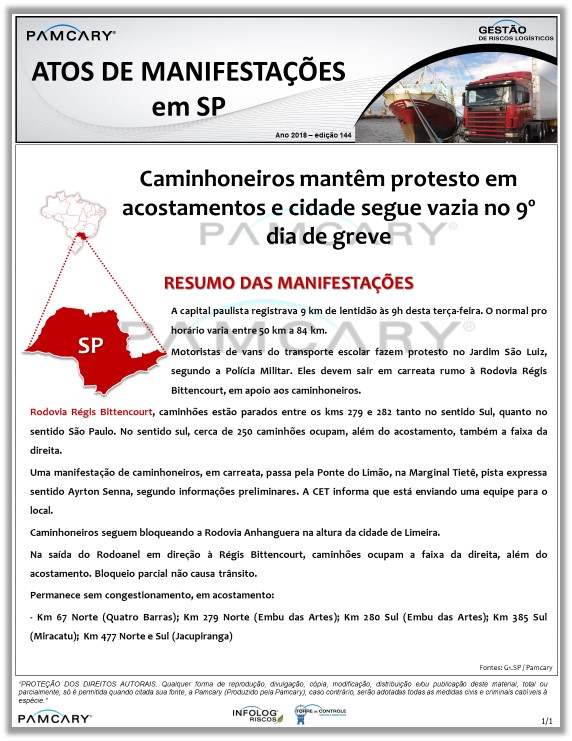 PAMCARY®
GESTÃO
DE RISCOS LOGÍSTICOS
ATOS DE MANIFESTAÇÕES
em SP
Ano 2018 – edição 144
Caminhoneiros mantêm protesto em
acostamentos e cidade segue vazia no 9º
dia de greve
PAMCARY®
RESUMO DAS MANIFESTAÇÕES
SP
PAMCARY®
A capital paulista registrava 9 km de lentidão às 9h desta terça-feira. O normal pro
horário varia entre 50 km a 84 km.
Motoristas de vans do transporte escolar fazem protesto no Jardim São Luiz,
segundo a Polícia Militar. Eles devem sair em carreata rumo à Rodovia Régis
Bittencourt, em apoio aos caminhoneiros.
Rodovia Régis Bittencourt, caminhões estão parados entre os kms 279 e 282 tanto no sentido Sul, quanto no
sentido São Paulo. No sentido sul, cerca de 250 caminhões ocupam, além do acostamento, também a faixa da
direita.
Uma manifestação de caminhoneiros, em carreata, passa pela Ponte do Limão, na Marginal Tietê, pista expressa
sentido Ayrton Senna, segundo informações preliminares. A CET informa que está enviando uma equipe para o
local.
Caminhoneiros seguem bloqueando a Rodovia Anhanguera na altura da cidade de Limeira.
Na saída do Rodoanel em direção à Régis Bittencourt, caminhões ocupam a faixa da direita, além do
acostamento. Bloqueio parcial não causa trânsito.
Permanece sem congestionamento, em acostamento:
- Km 67 Norte (Quatro Barras); Km 279 Norte (Embu das Artes); Km 280 Sul (Embu das Artes); Km 385 Sul
(Miracatu); Km 477 Norte e Sul (Jacupiranga)
PAMCARY®
Fontes: G1.SP / Pamcary
"PROTEÇÃO DOS DIREITOS AUTORAIS. Qualquer forma de reprodução, divulgação, cópia, modificação, distribuição e/ou publicação deste material, total ou
parcialmente, só é permitida quando citada sua fonte, a Pamcary (Produzido pela Pamcary), caso contrário, serão adotadas todas as medidas civis e criminais cabíveis à
espécie."
PAMCARY®
INFOLOG
RISCOS
TORRE DE CONTROLE
RISCOS LOGÍSTICOS
1/1